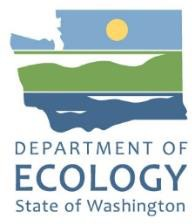 DEPARTMENT OF
ECOLOGY
State of Washington